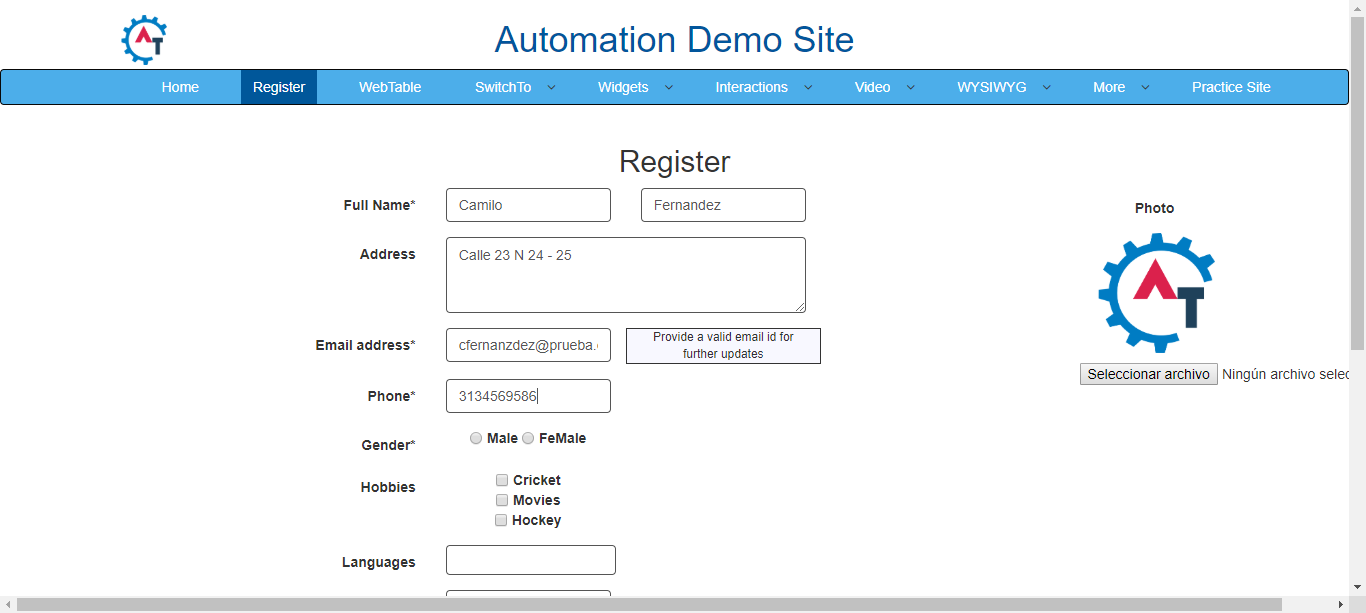 Automation Demo Site
Home Register WebTable SwitchTo Widgets Interactions Video WYSIWYG More Practice Site
Register
Full Name* Camilo Fernandez
Photo
Address Calle 23 N 24 - 25
AT
Email address* cfernanzdez@prueba.
Provide a valid email id for
further updates
Seleccionar archivo Ningún archivo selec
Phone* 3134569586
Gender* Male FeMale
Hobbies Cricket
Movies
Hockey
Languages